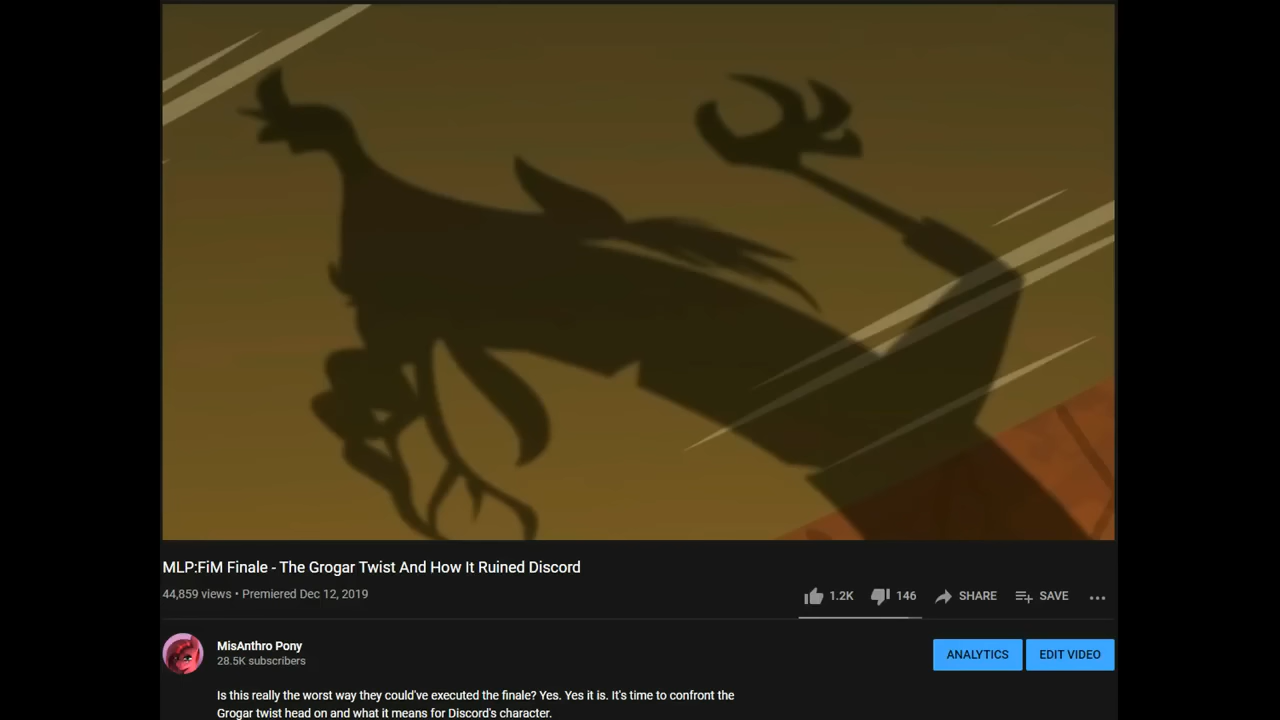 MLP:FiM Finale - The Grogar Twist And How It Ruined Discord
44,859 views • Premiered Dec 12, 2019
1.2K 146 SHARE SAVE
MisAnthro Pony
28.5K subscribers
ANALYTICS EDIT VIDEO
Is this really the worst way they could've executed the finale? Yes. Yes it is. It's time to confront the
Grogar twist head on and what it means for Discord's character.